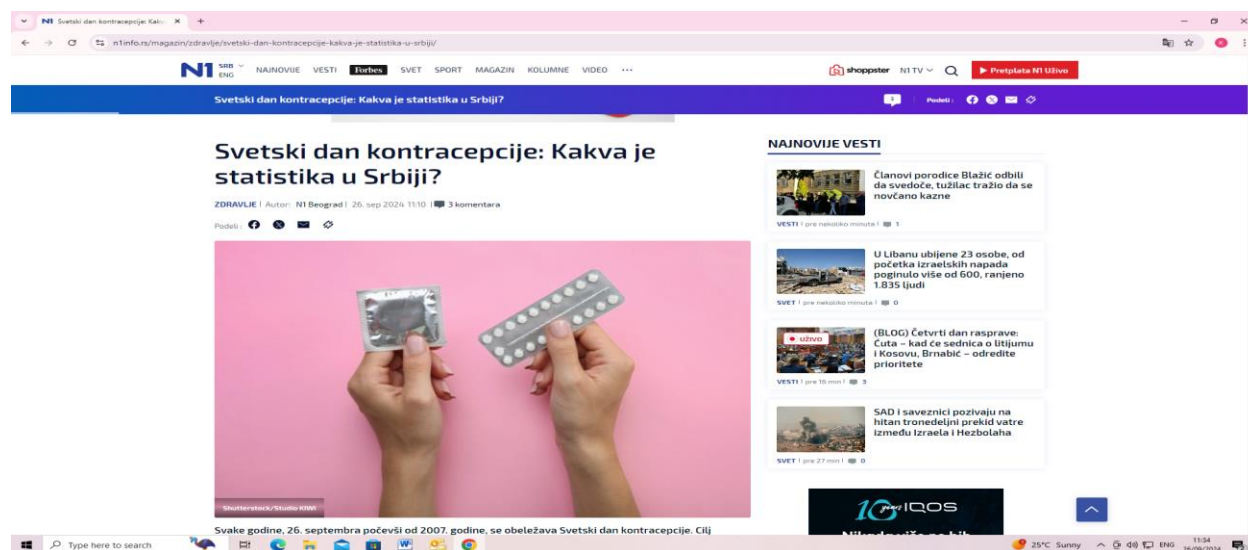 N1 Svetski dan kontracepcije: Kak
n1info.rs/magazin/zdravlje/svetski-dan-kontracepcije-kakva-je-statistika-u-srbiji/
N1 SRB ENG NAJNOVIJE VESTI Forbes SVET SPORT MAGAZIN KOLUMNE VIDEO ... shoppster N1 TV Pretplata N1 Uživo
Svetski dan kontracepcije: Kakva je statistika u Srbiji? 3 Podeli:
Svetski dan kontracepcije: Kakva je
statistika u Srbiji?
ZDRAVLJE | Autor: N1 Beograd | 26. sep 2024 11:10 | 3 komentara
Podeli:
Shutterstock/Studio KIWI
Svake godine, 26. septembra počevši od 2007. godine, se obeležava Svetski dan kontracepcije. Cilj
NAJNOVIJE VESTI
Članovi porodice Blažić odbili
da svedoče, tužilac tražio da se
novčano kazne
VESTI | pre nekoliko minuta | 1
U Libanu ubijene 23 osobe, od
početka izraelskih napada
poginulo više od 600, ranjeno
1.835 ljudi
SVET | pre nekoliko minuta | 0
uživo
(BLOG) Četvrti dan rasprave:
Ćuta – kad će sednica o litijumu
i Kosovu, Brnabić – odredite
prioritete
VESTI | pre 16 min | 3
SAD i saveznici pozivaju na
hitan tronedeljni prekid vatre
između Izraela i Hezbolaha
SVET | pre 27 min | 0
10 years IQOS
Type here to search 25°C Sunny ENG 11:54
26/09/2024